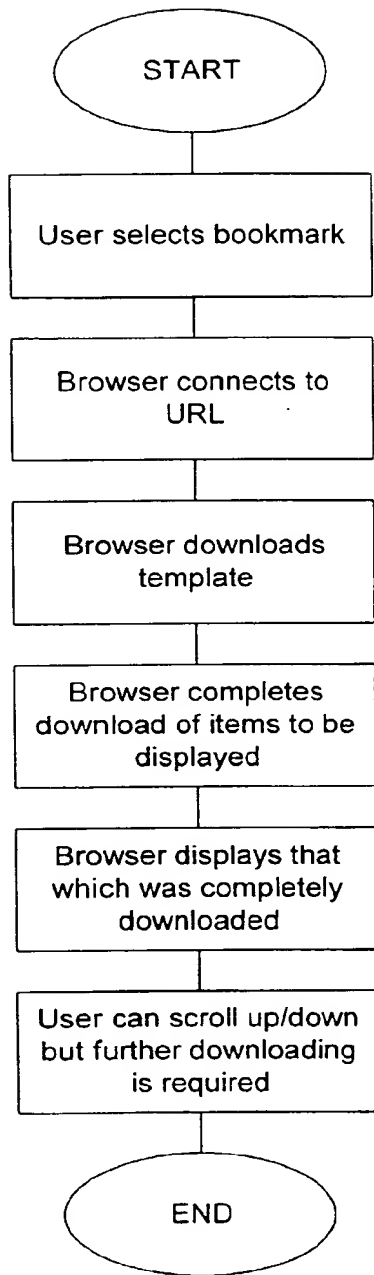 START
User selects bookmark
Browser connects to
URL
Browser downloads
template
Browser completes
download of items to be
displayed
Browser displays that
which was completely
downloaded
User can scroll up/down
but further downloading
is required
END